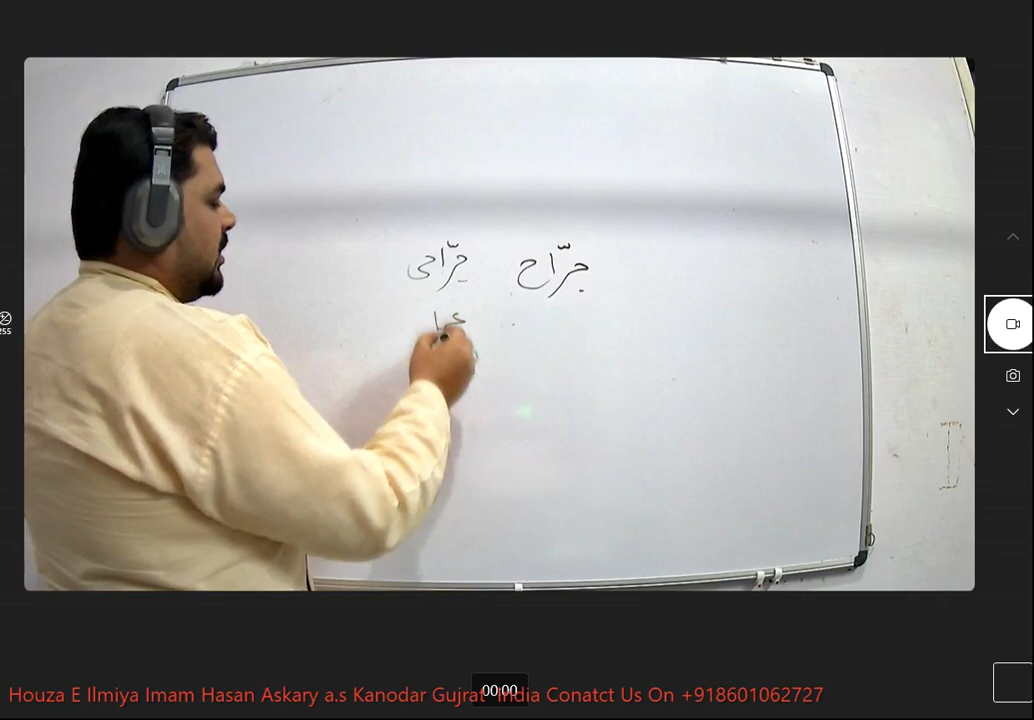 جرّاح جرّاحی
00:00
Houza E Ilmiya Imam Hasan Askary a.s Kanodar Gujrat India Conatct Us On +918601062727